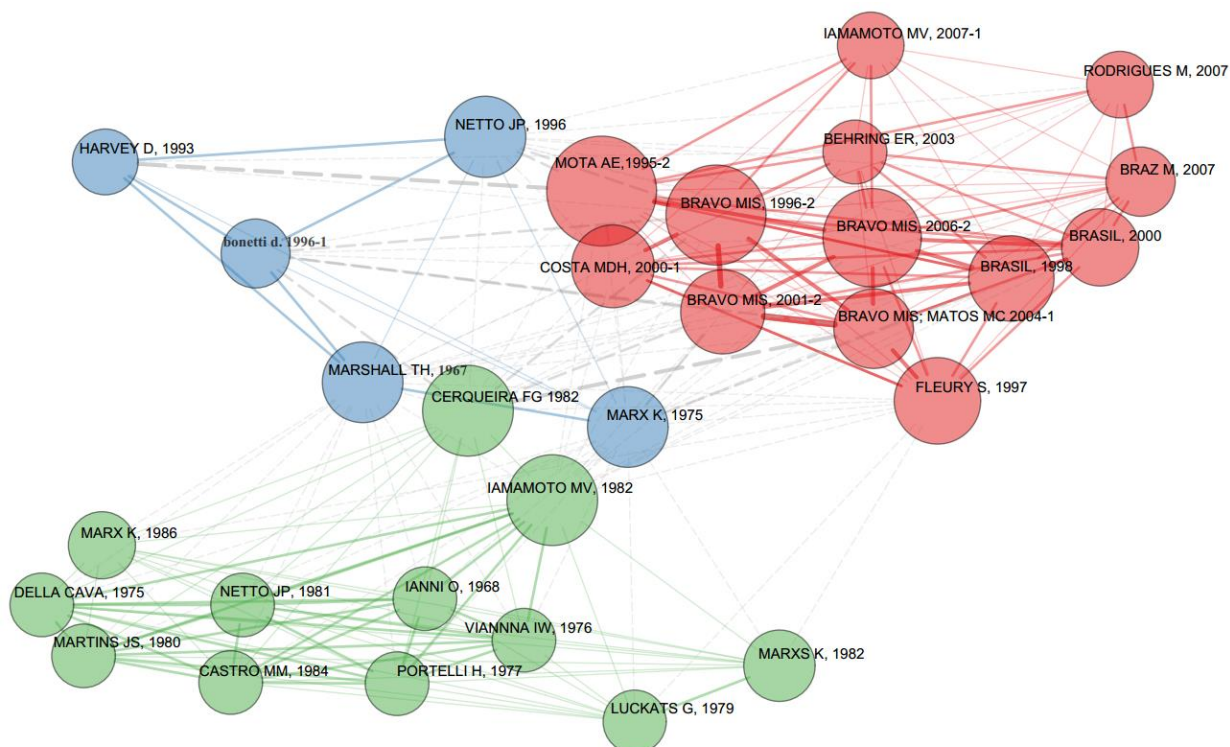 IAMAMOTO MV, 2007-1
RODRIGUES M, 2007
NETTO JP, 1996
BEHRING ER, 2003
HARVEY D, 1993
MOTA AE,1995-2
BRAZ M, 2007
BRAVO MIS, 1996-2
BRAVO MIS, 2006-2
BRASIL, 2000
bonetti d. 1996-1
COSTA MDH, 2000-1
BRASIL, 1998
BRAVO MIS, 2001-2
BRAVO MIS; MATOS MC 2004-1
MARSHALL TH, 1967
FLEURY S, 1997
CERQUEIRA FG 1982
MARX K, 1975
IAMAMOTO MV, 1982
MARX K, 1986
DELLA CAVA, 1975
NETTO JP, 1981
IANNI O, 1968
VIANNNA IW, 1976
MARTINS JS, 1980
CASTRO MM, 1984
PORTELLI H, 1977
MARXS K, 1982
LUCKATS G, 1979